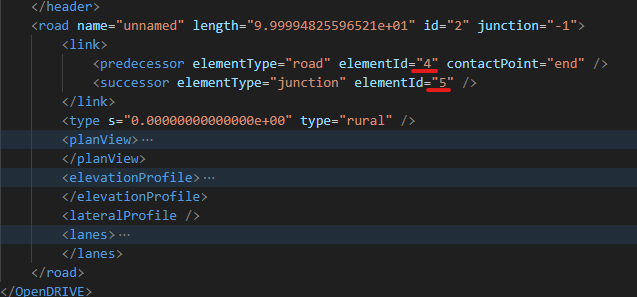 </header>
<road name="unnamed" length="9.99994825596521e+01" id="2" junction="-1">
<link>
<predecessor elementType="road" elementId="4" contactPoint="end" />
<successor elementType="junction" elementId="5" />
</link>
<type s="0.00000000000000e+00" type="rural" />
<planView>···
</planView>
<elevationProfile>···
</elevationProfile>
<lateralProfile />
<lanes>···
</lanes>
</road>
</OpenDRIVE>